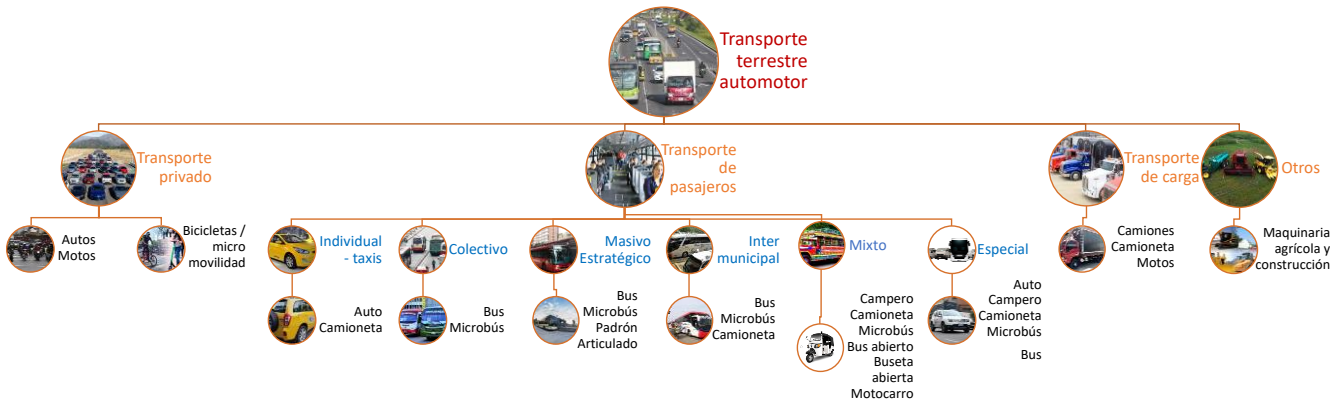 Transporte
terrestre
automotor
Transporte
privado
Transporte
de
pasajeros
Transporte
de carga
Otros
Autos
Motos
Bicicletas /
micro
movilidad
Individual
- taxis
Colectivo
Masivo
Estratégico
Inter
municipal
Mixto
Especial
Camiones
Camioneta
Motos
Maquinaria
agrícola y
construcción
Auto
Camioneta
Bus
Microbús
Bus
Microbús
Padrón
Articulado
Bus
Microbús
Camioneta
Campero
Camioneta
Microbús
Bus abierto
Buseta
abierta
Motocarro
Auto
Campero
Camioneta
Microbús
Bus